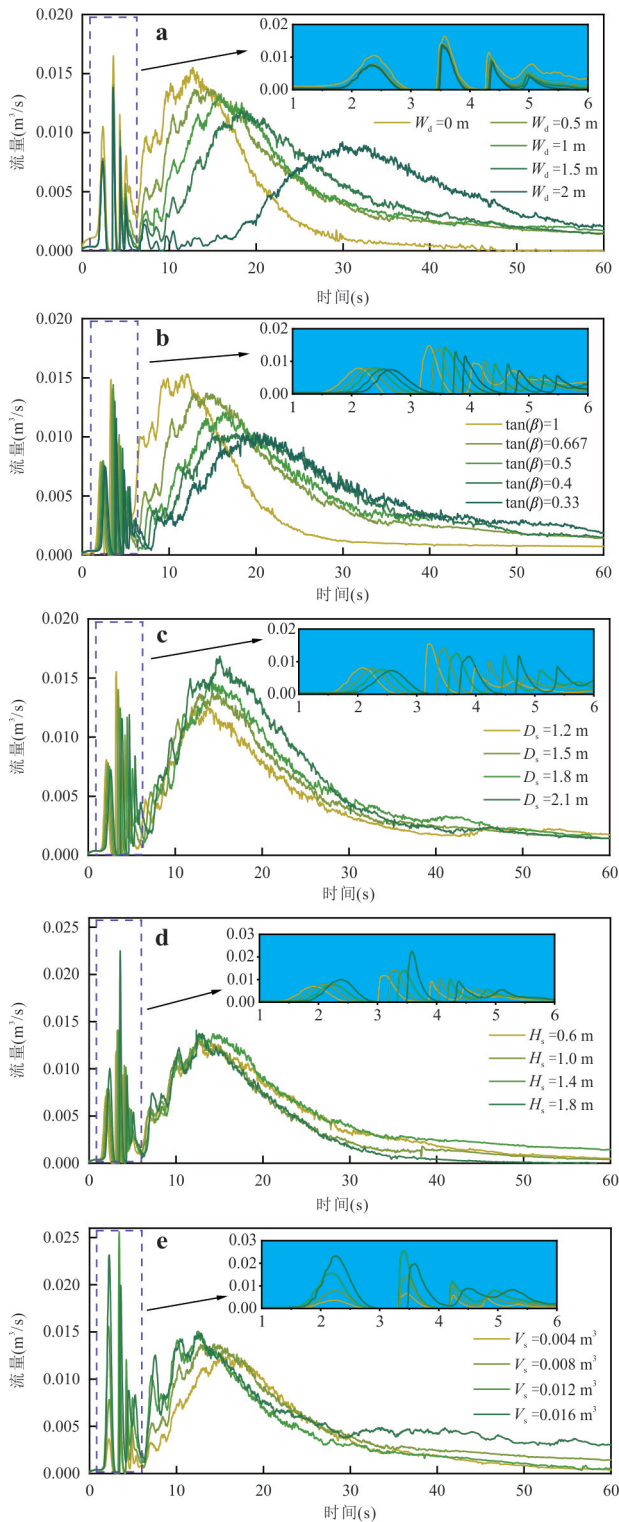 a
0.020
0.015
0.010
0.005
0.000
流量(m³/s)
0.02
0.01
0.00
1 2 3 4 5 6
W_d =0 m
W_d =0.5 m
W_d =1 m
W_d =1.5 m
W_d =2 m
0 10 20 30 40 50 60
时间(s)
b
0.020
0.015
0.010
0.005
0.000
流量(m³/s)
0.02
0.01
0.00
1 2 3 4 5 6
tan(β)=1
tan(β)=0.667
tan(β)=0.5
tan(β)=0.4
tan(β)=0.33
0 10 20 30 40 50 60
时间(s)
c
0.020
0.015
0.010
0.005
0.000
流量(m³/s)
0.02
0.01
0.00
1 2 3 4 5 6
D_s =1.2 m
D_s =1.5 m
D_s =1.8 m
D_s =2.1 m
0 10 20 30 40 50 60
时间(s)
d
0.025
0.020
0.015
0.010
0.005
0.000
流量(m³/s)
0.03
0.02
0.01
0.00
1 2 3 4 5 6
H_s =0.6 m
H_s =1.0 m
H_s =1.4 m
H_s =1.8 m
0 10 20 30 40 50 60
时间(s)
e
0.025
0.020
0.015
0.010
0.005
0.000
流量(m³/s)
0.03
0.02
0.01
0.00
1 2 3 4 5 6
V_s =0.004 m³
V_s =0.008 m³
V_s =0.012 m³
V_s =0.016 m³
0 10 20 30 40 50 60
时间(s)